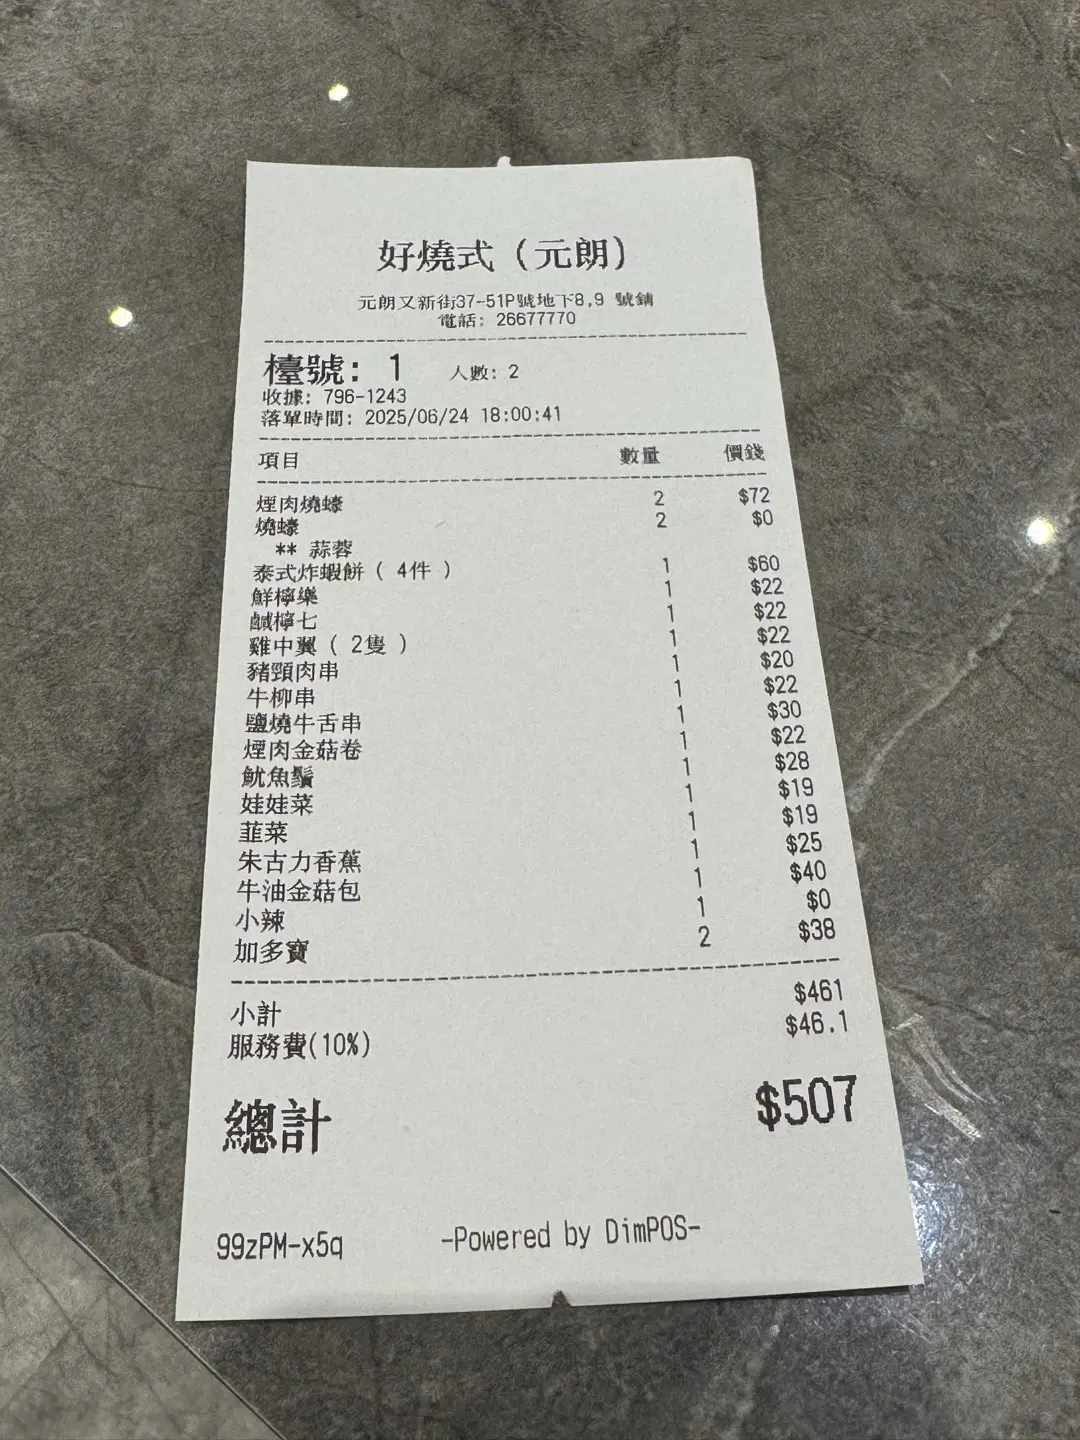 好燒式（元朗）
元朗又新街37-51P號地下8,9 號鋪
電話: 26677770
檯號: 1 人數: 2
收據: 796-1243
落單時間: 2025/06/24 18:00:41
項目 數量 價錢
煙肉燒蠔 2 $72
燒蠔 2 $0
** 蒜蓉
泰式炸蝦餅 ( 4件 ) 1 $60
鮮檸樂 1 $22
鹹檸七 1 $22
雞中翼 ( 2隻 ) 1 $22
豬頸肉串 1 $20
牛柳串 1 $22
鹽燒牛舌串 1 $30
煙肉金菇卷 1 $22
魷魚鬚 1 $28
娃娃菜 1 $19
韮菜 1 $19
朱古力香蕉 1 $25
牛油金菇包 1 $40
小辣 1 $0
加多寶 2 $38
小計 $461
服務費(10%) $46.1
總計 $507
99zPM-x5q -Powered by DimPOS-